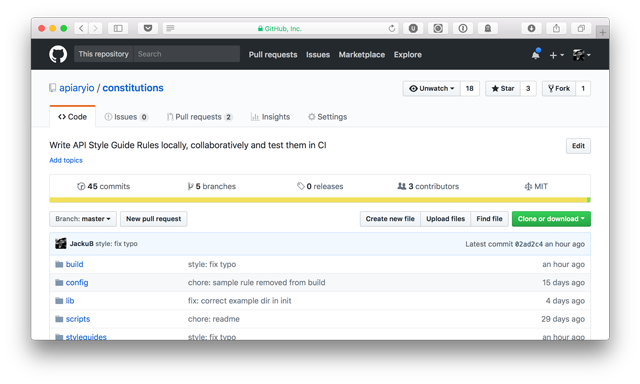 GitHub, Inc.
This repository Search Pull requests Issues Marketplace Explore
apiaryio / constitutions Unwatch 18 Star 3 Fork 1
Code Issues 0 Pull requests 2 Insights Settings
Write API Style Guide Rules locally, collaboratively and test them in CI Edit
Add topics
45 commits 5 branches 0 releases 3 contributors MIT
Branch: master New pull request Create new file Upload files Find file Clone or download
JackuB style: fix typo Latest commit 02ad2c4 an hour ago
build style: fix typo an hour ago
config chore: sample rule removed from build 15 days ago
lib fix: correct example dir in init 4 days ago
scripts chore: readme 29 days ago
styleguides style: fix typo an hour ago